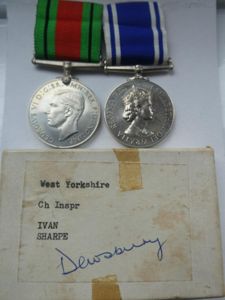 West Yorkshire
Ch Inspr
IVAN
SHARPE
Dewsbury